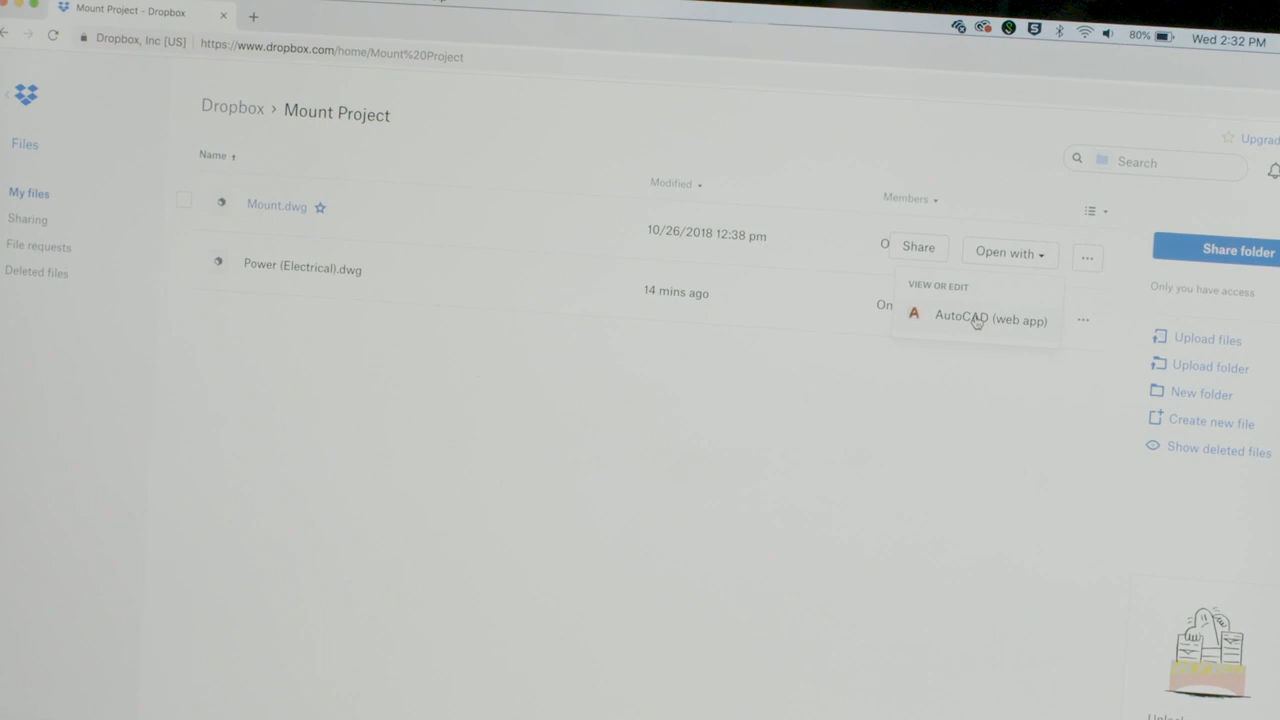 Mount Project - Dropbox
80% Wed 2:32 PM
Dropbox, Inc [US] | https://www.dropbox.com/home/Mount%20Project
Dropbox › Mount Project
Search
Files
My files
Sharing
File requests
Deleted files
Name
Modified
Members
Mount.dwg
10/26/2018 12:38 pm
Share
Open with
Power (Electrical).dwg
14 mins ago
VIEW OR EDIT
AutoCAD (web app)
Share folder
Only you have access
Upload files
Upload folder
New folder
Create new file
Show deleted files